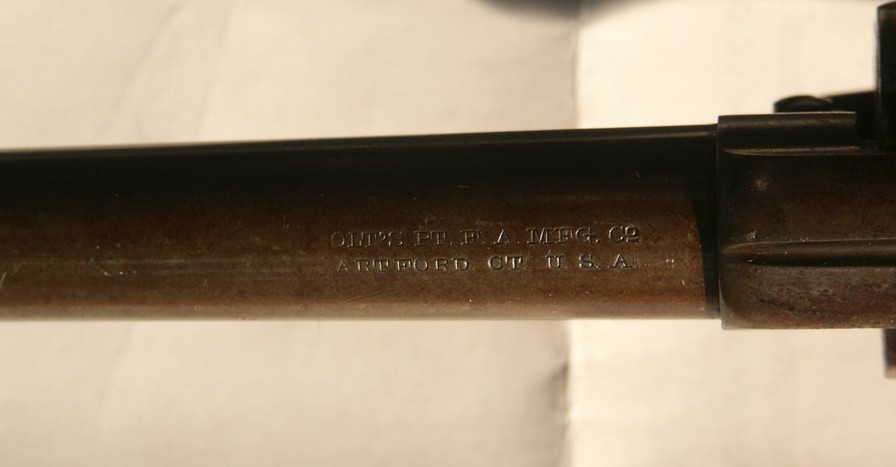 OLT'S PT. F. A. MFG. Co
ARTFORD CT. U. S. A.